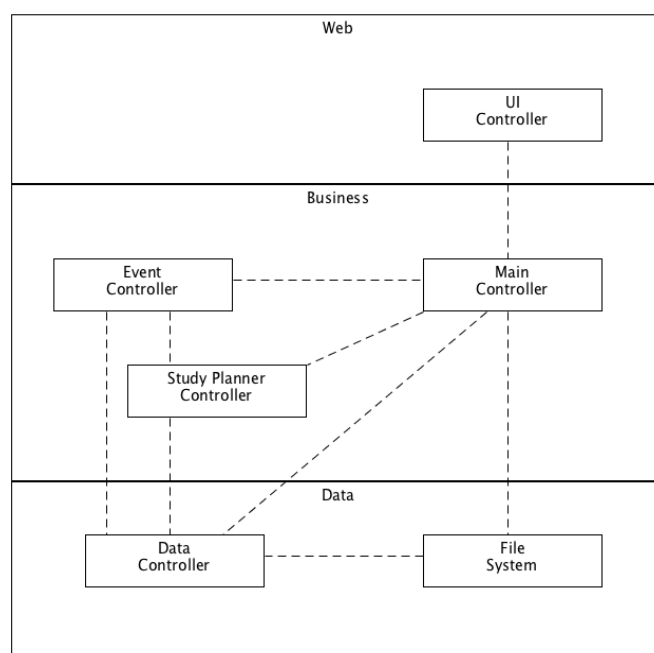 Web
UI
Controller
Business
Event
Controller
Main
Controller
Study Planner
Controller
Data
Data
Controller
File
System